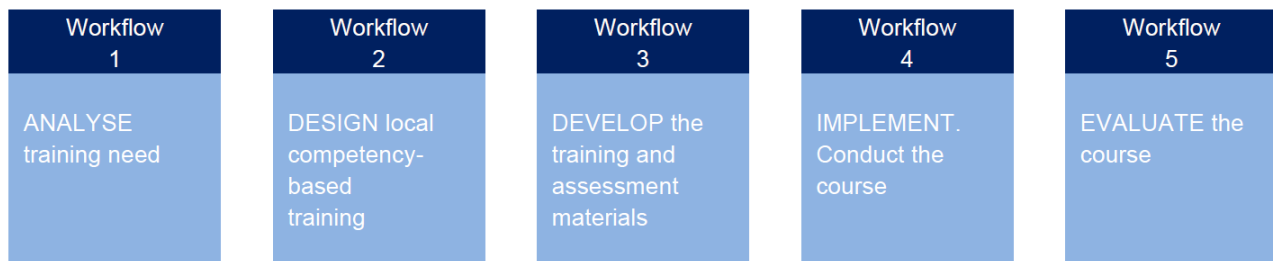 Workflow
1
ANALYSE
training need
Workflow
2
DESIGN local
competency-
based
training
Workflow
3
DEVELOP the
training and
assessment
materials
Workflow
4
IMPLEMENT.
Conduct the
course
Workflow
5
EVALUATE the
course